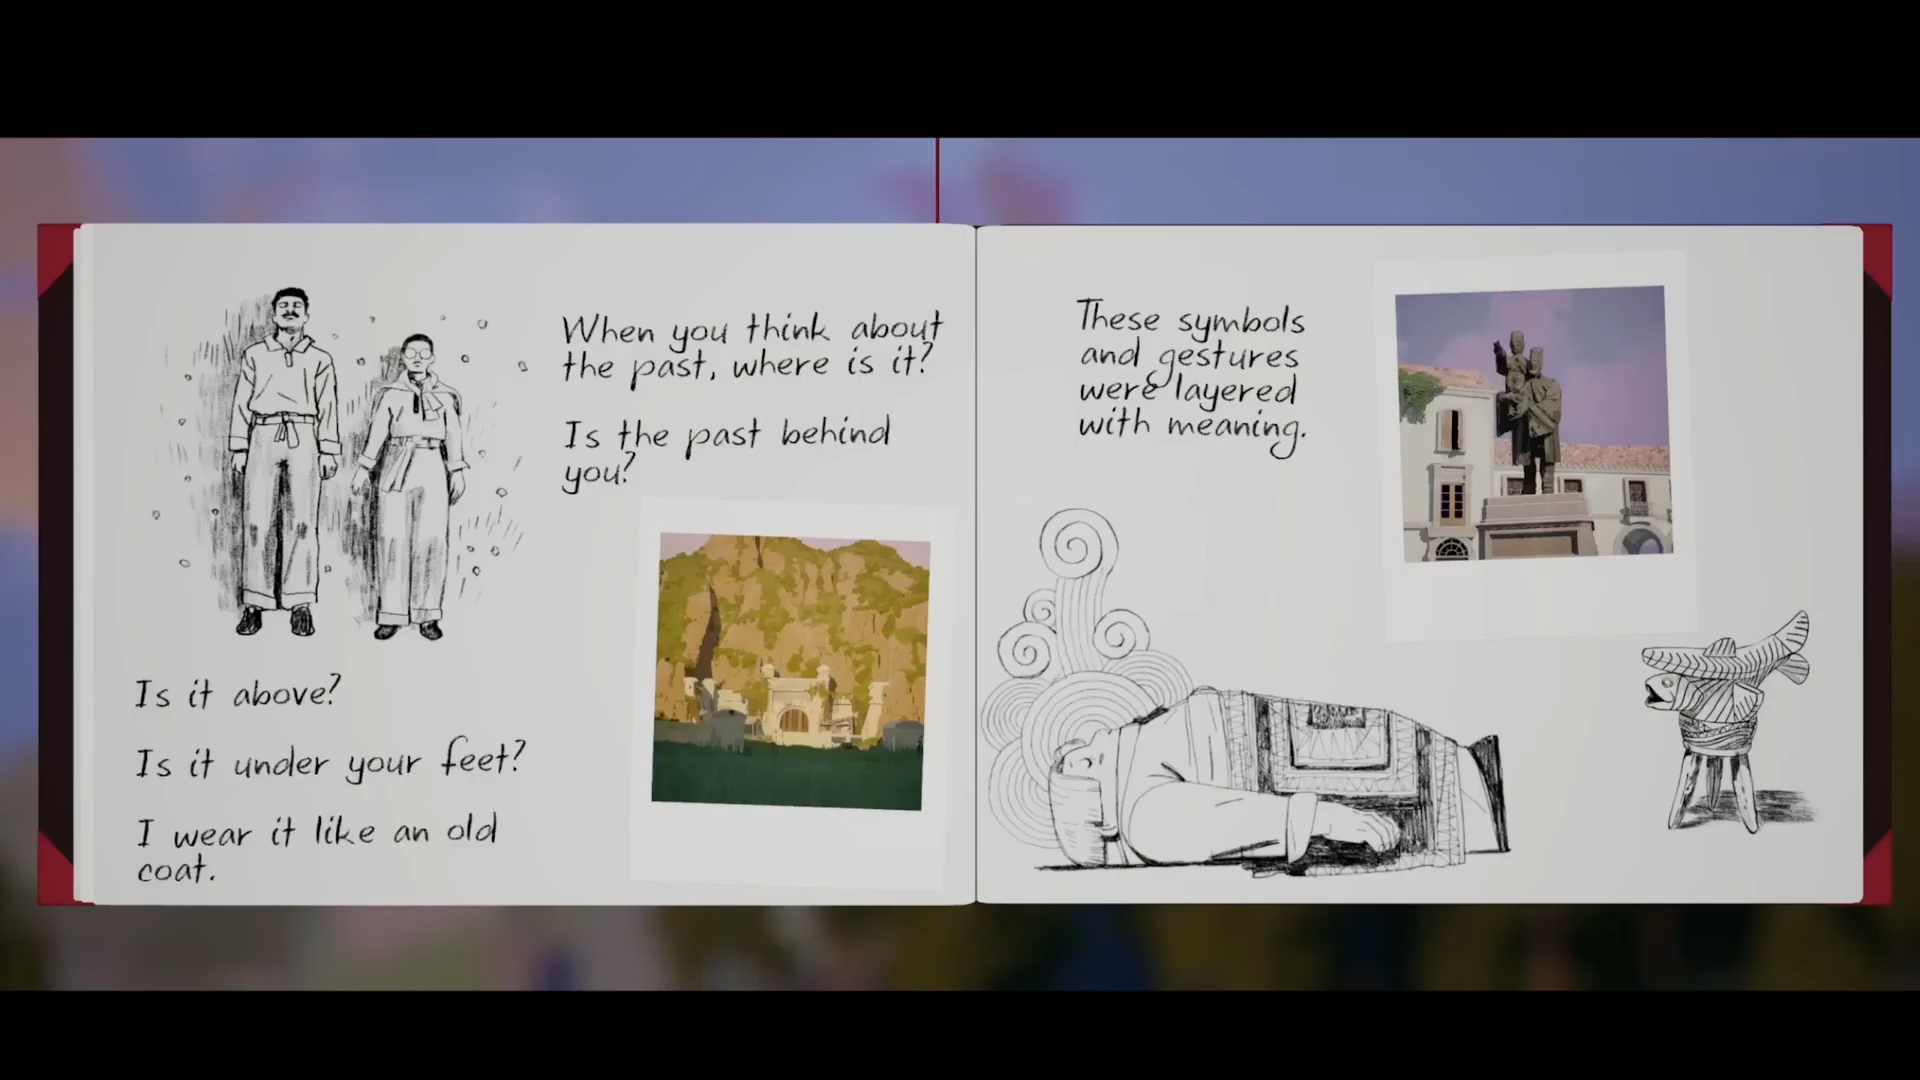 When you think about
the past, where is it?
Is the past behind
you?
Is it above?
Is it under your feet?
I wear it like an old
coat.
These symbols
and gestures
were layered
with meaning.